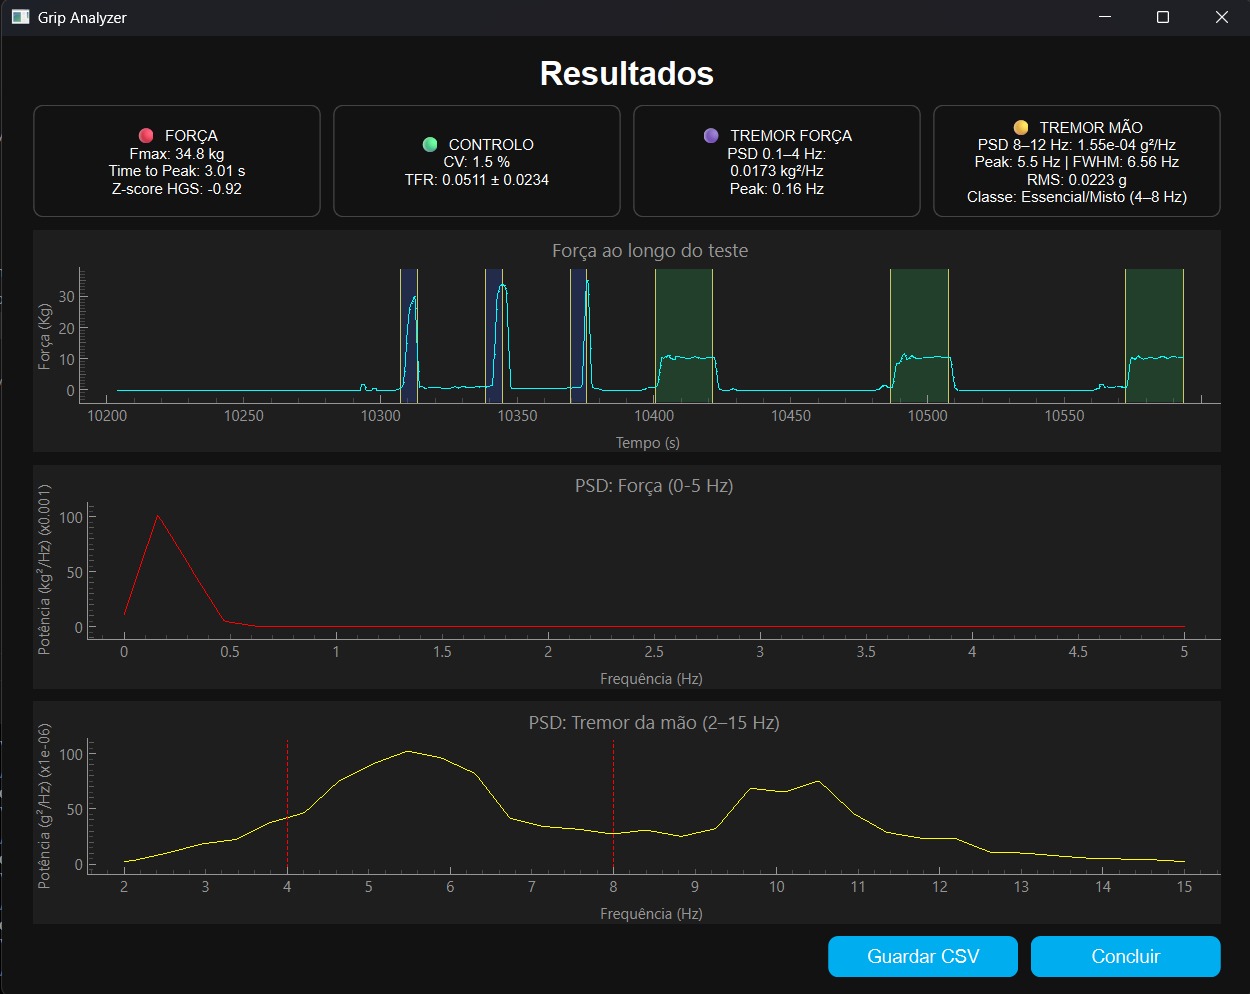 Grip Analyzer
Resultados
FORÇA
Fmax: 34.8 kg
Time to Peak: 3.01 s
Z-score HGS: -0.92
CONTROLO
CV: 1.5 %
TFR: 0.0511 ± 0.0234
TREMOR FORÇA
PSD 0.1–4 Hz:
0.0173 kg²/Hz
Peak: 0.16 Hz
TREMOR MÃO
PSD 8–12 Hz: 1.55e-04 g²/Hz
Peak: 5.5 Hz | FWHM: 6.56 Hz
RMS: 0.0223 g
Classe: Essencial/Misto (4–8 Hz)
Força ao longo do teste
Força (Kg)
30
20
10
0
10200 10250 10300 10350 10400 10450 10500 10550
Tempo (s)
PSD: Força (0-5 Hz)
Potência (kg²/Hz) (x0.001)
100
50
0
0 0.5 1 1.5 2 2.5 3 3.5 4 4.5 5
Frequência (Hz)
PSD: Tremor da mão (2–15 Hz)
Potência (g²/Hz) (x1e-06)
100
50
0
2 3 4 5 6 7 8 9 10 11 12 13 14 15
Frequência (Hz)
Guardar CSV
Concluir